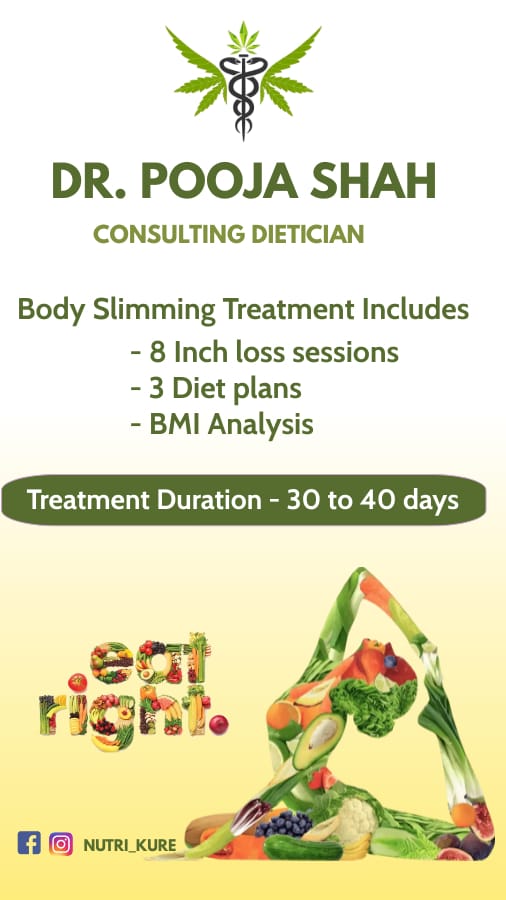 DR. POOJA SHAH
CONSULTING DIETICIAN
Body Slimming Treatment Includes
- 8 Inch loss sessions
- 3 Diet plans
- BMI Analysis
Treatment Duration - 30 to 40 days
eat
right.
NUTRI_KURE